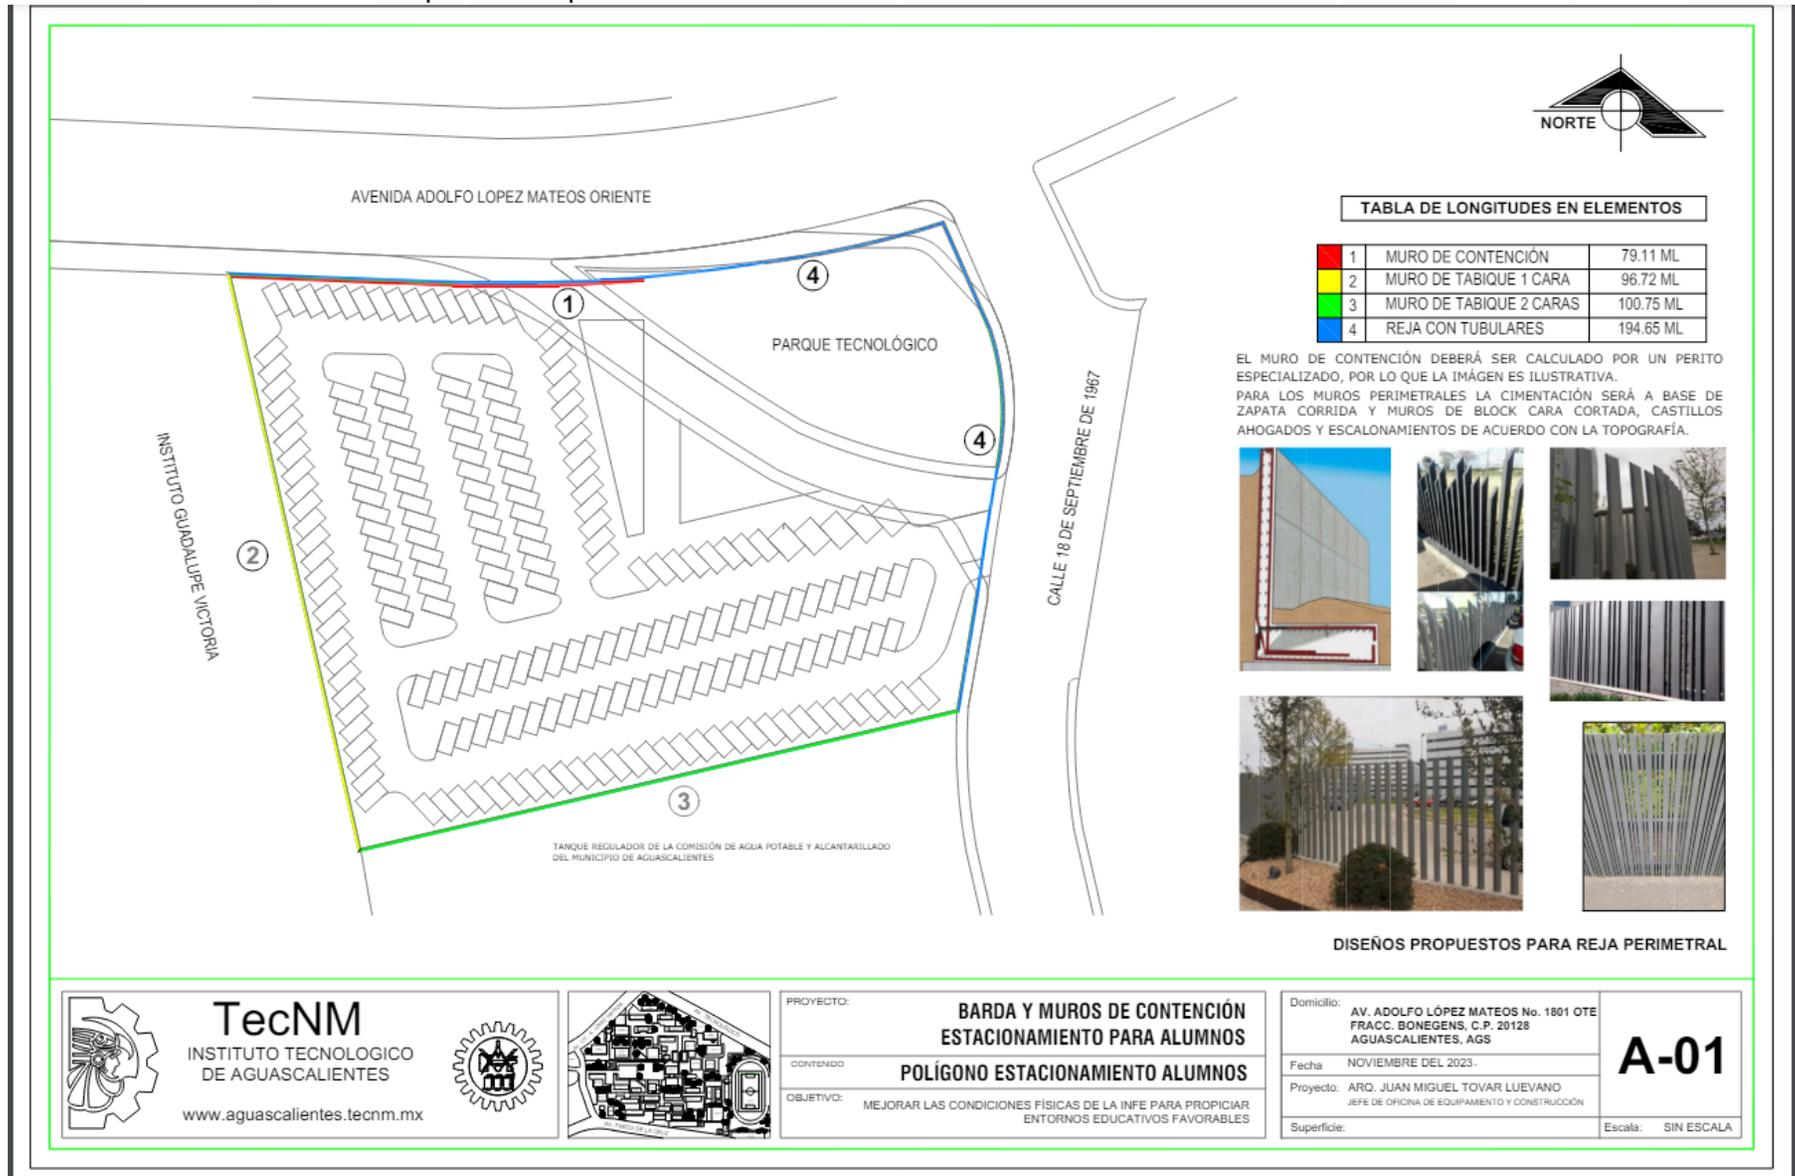 NORTE
AVENIDA ADOLFO LOPEZ MATEOS ORIENTE
TABLA DE LONGITUDES EN ELEMENTOS
1 MURO DE CONTENCIÓN 79.11 ML
2 MURO DE TABIQUE 1 CARA 96.72 ML
3 MURO DE TABIQUE 2 CARAS 100.75 ML
4 REJA CON TUBULARES 194.65 ML
EL MURO DE CONTENCIÓN DEBERÁ SER CALCULADO POR UN PERITO
ESPECIALIZADO, POR LO QUE LA IMÁGEN ES ILUSTRATIVA.
PARA LOS MUROS PERIMETRALES LA CIMENTACIÓN SERÁ A BASE DE
ZAPATA CORRIDA Y MUROS DE BLOCK CARA CORTADA, CASTILLOS
AHOGADOS Y ESCALONAMIENTOS DE ACUERDO CON LA TOPOGRAFÍA.
4
1
PARQUE TECNOLÓGICO
4
CALLE 18 DE SEPTIEMBRE DE 1967
INSTITUTO GUADALUPE VICTORIA
2
3
TANQUE REGULADOR DE LA COMISIÓN DE AGUA POTABLE Y ALCANTARILLADO
DEL MUNICIPIO DE AGUASCALIENTES
DISEÑOS PROPUESTOS PARA REJA PERIMETRAL
TecNM
INSTITUTO TECNOLOGICO
DE AGUASCALIENTES
www.aguascalientes.tecnm.mx
AV. TECNOLÓGICO
PROYECTO:
BARDA Y MUROS DE CONTENCIÓN
ESTACIONAMIENTO PARA ALUMNOS
CONTENIDO
POLÍGONO ESTACIONAMIENTO ALUMNOS
OBJETIVO:
MEJORAR LAS CONDICIONES FÍSICAS DE LA INFE PARA PROPICIAR
ENTORNOS EDUCATIVOS FAVORABLES
Domicilio:
AV. ADOLFO LÓPEZ MATEOS No. 1801 OTE
FRACC. BONEGENS, C.P. 20128
AGUASCALIENTES, AGS
Fecha NOVIEMBRE DEL 2023.
Proyecto: ARQ. JUAN MIGUEL TOVAR LUEVANO
JEFE DE OFICINA DE EQUIPAMIENTO Y CONSTRUCCIÓN
Superficie:
A-01
Escala: SIN ESCALA